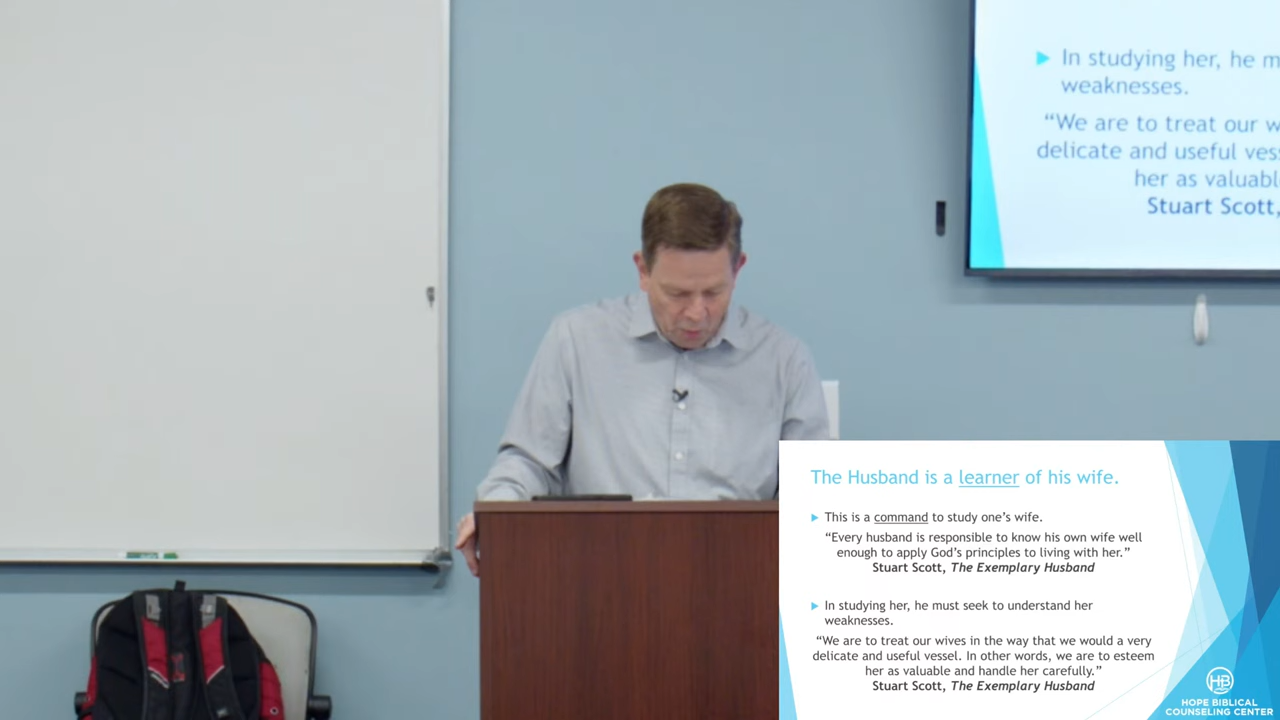 In studying her, he m
weaknesses.
“We are to treat our w
delicate and useful ves
her as valuabl
Stuart Scott,
The Husband is a learner of his wife.
This is a command to study one’s wife.
“Every husband is responsible to know his own wife well
enough to apply God’s principles to living with her.”
Stuart Scott, The Exemplary Husband
In studying her, he must seek to understand her
weaknesses.
“We are to treat our wives in the way that we would a very
delicate and useful vessel. In other words, we are to esteem
her as valuable and handle her carefully.”
Stuart Scott, The Exemplary Husband
HB
HOPE BIBLICAL
COUNSELING CENTER